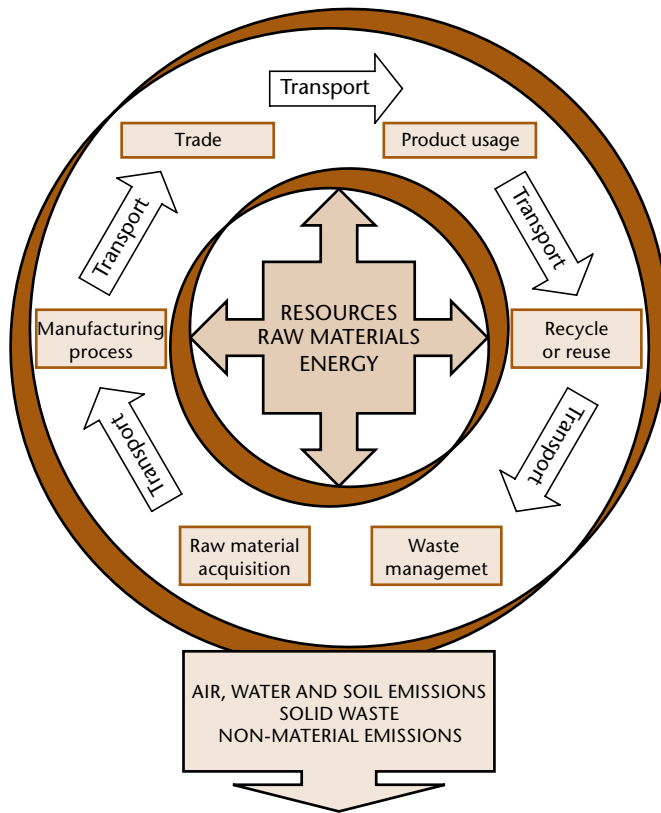 Transport
Trade
Product usage
Transport
Transport
Manufacturing
process
RESOURCES
RAW MATERIALS
ENERGY
Recycle
or reuse
Transport
Transport
Raw material
acquisition
Waste
managemet
AIR, WATER AND SOIL EMISSIONS
SOLID WASTE
NON-MATERIAL EMISSIONS